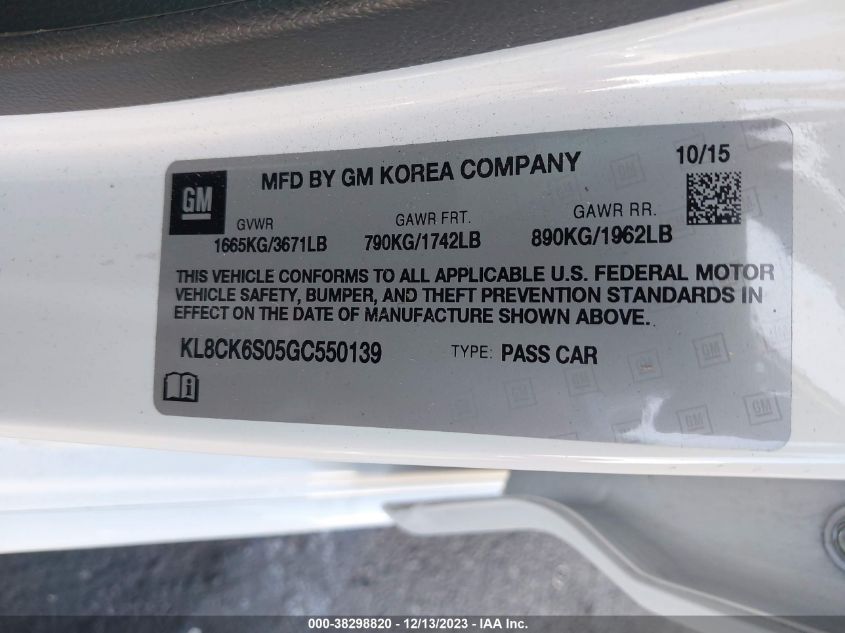 MFD BY GM KOREA COMPANY 10/15
GM
GVWR GAWR FRT. GAWR RR.
1665KG/3671LB 790KG/1742LB 890KG/1962LB
THIS VEHICLE CONFORMS TO ALL APPLICABLE U.S. FEDERAL MOTOR
VEHICLE SAFETY, BUMPER, AND THEFT PREVENTION STANDARDS IN
EFFECT ON THE DATE OF MANUFACTURE SHOWN ABOVE.
KL8CK6S05GC550139 TYPE: PASS CAR
000-38298820 - 12/13/2023 - IAA Inc.